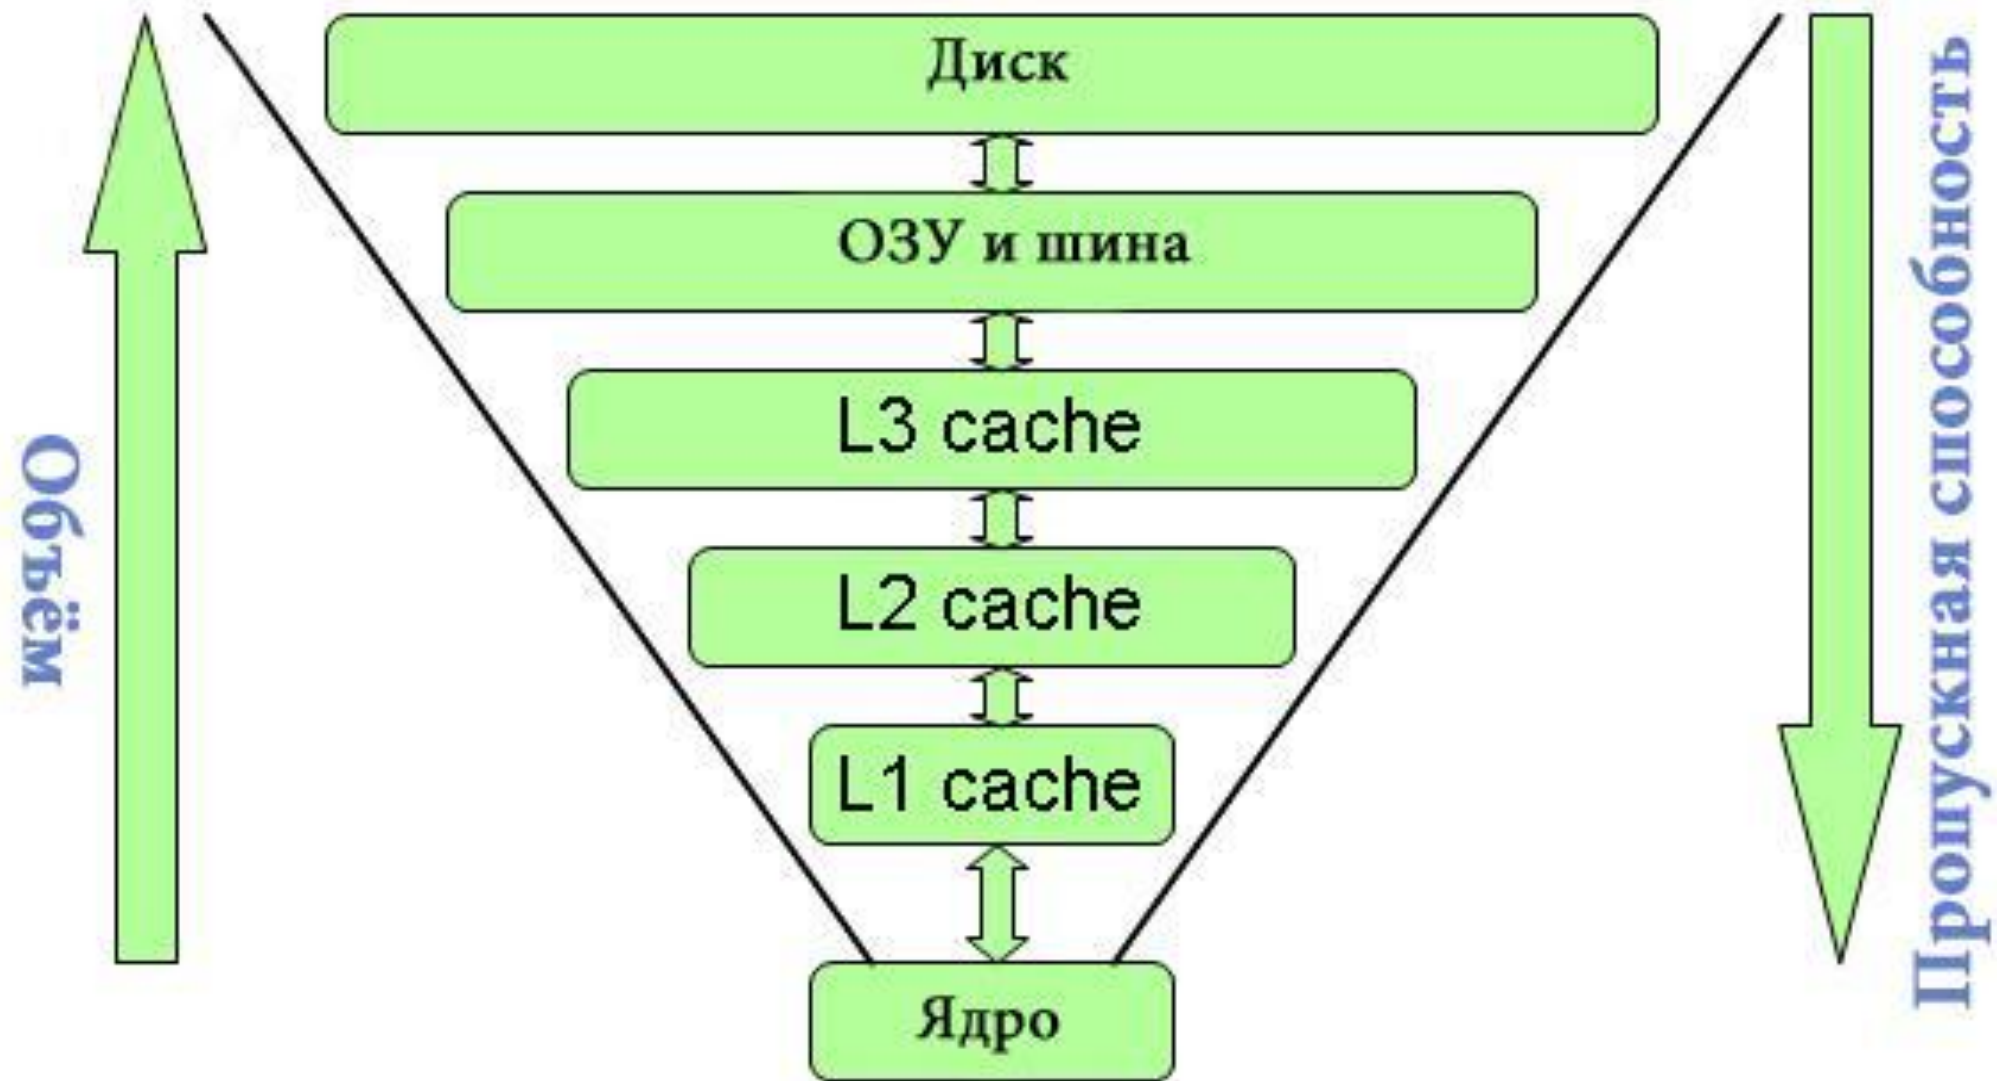 Диск
ОЗУ и шина
L3 cache
L2 cache
L1 cache
Ядро
Объём
Пропускная способность